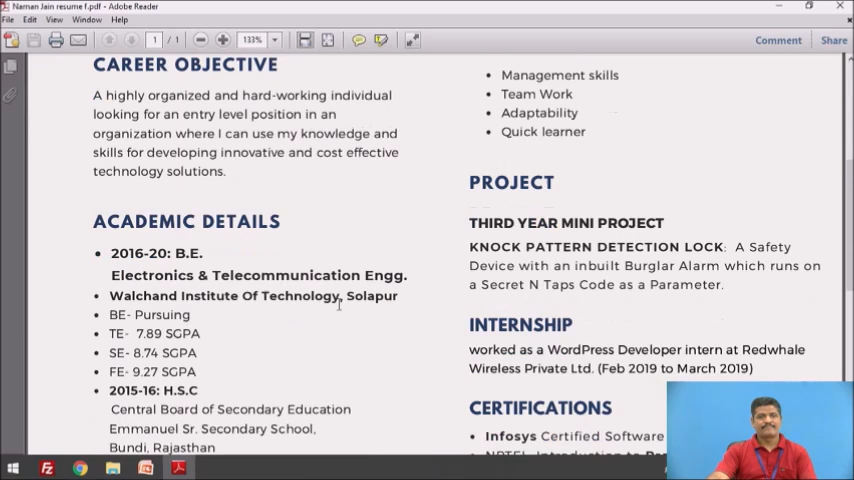 Naman Jain resume f.pdf - Adobe Reader
File Edit View Window Help
1 / 1 133% Comment Share
CAREER OBJECTIVE
A highly organized and hard-working individual
looking for an entry level position in an
organization where I can use my knowledge and
skills for developing innovative and cost effective
technology solutions.
ACADEMIC DETAILS
• 2016-20: B.E.
Electronics & Telecommunication Engg.
• Walchand Institute Of Technology, Solapur
• BE- Pursuing
• TE- 7.89 SGPA
• SE- 8.74 SGPA
• FE- 9.27 SGPA
• 2015-16: H.S.C
Central Board of Secondary Education
Emmanuel Sr. Secondary School,
Bundi, Rajasthan
• Management skills
• Team Work
• Adaptability
• Quick learner
PROJECT
THIRD YEAR MINI PROJECT
KNOCK PATTERN DETECTION LOCK: A Safety
Device with an inbuilt Burglar Alarm which runs on
a Secret N Taps Code as a Parameter.
INTERNSHIP
worked as a WordPress Developer intern at Redwhale
Wireless Private Ltd. (Feb 2019 to March 2019)
CERTIFICATIONS
• Infosys Certified Software
• NPTEL Introduction to